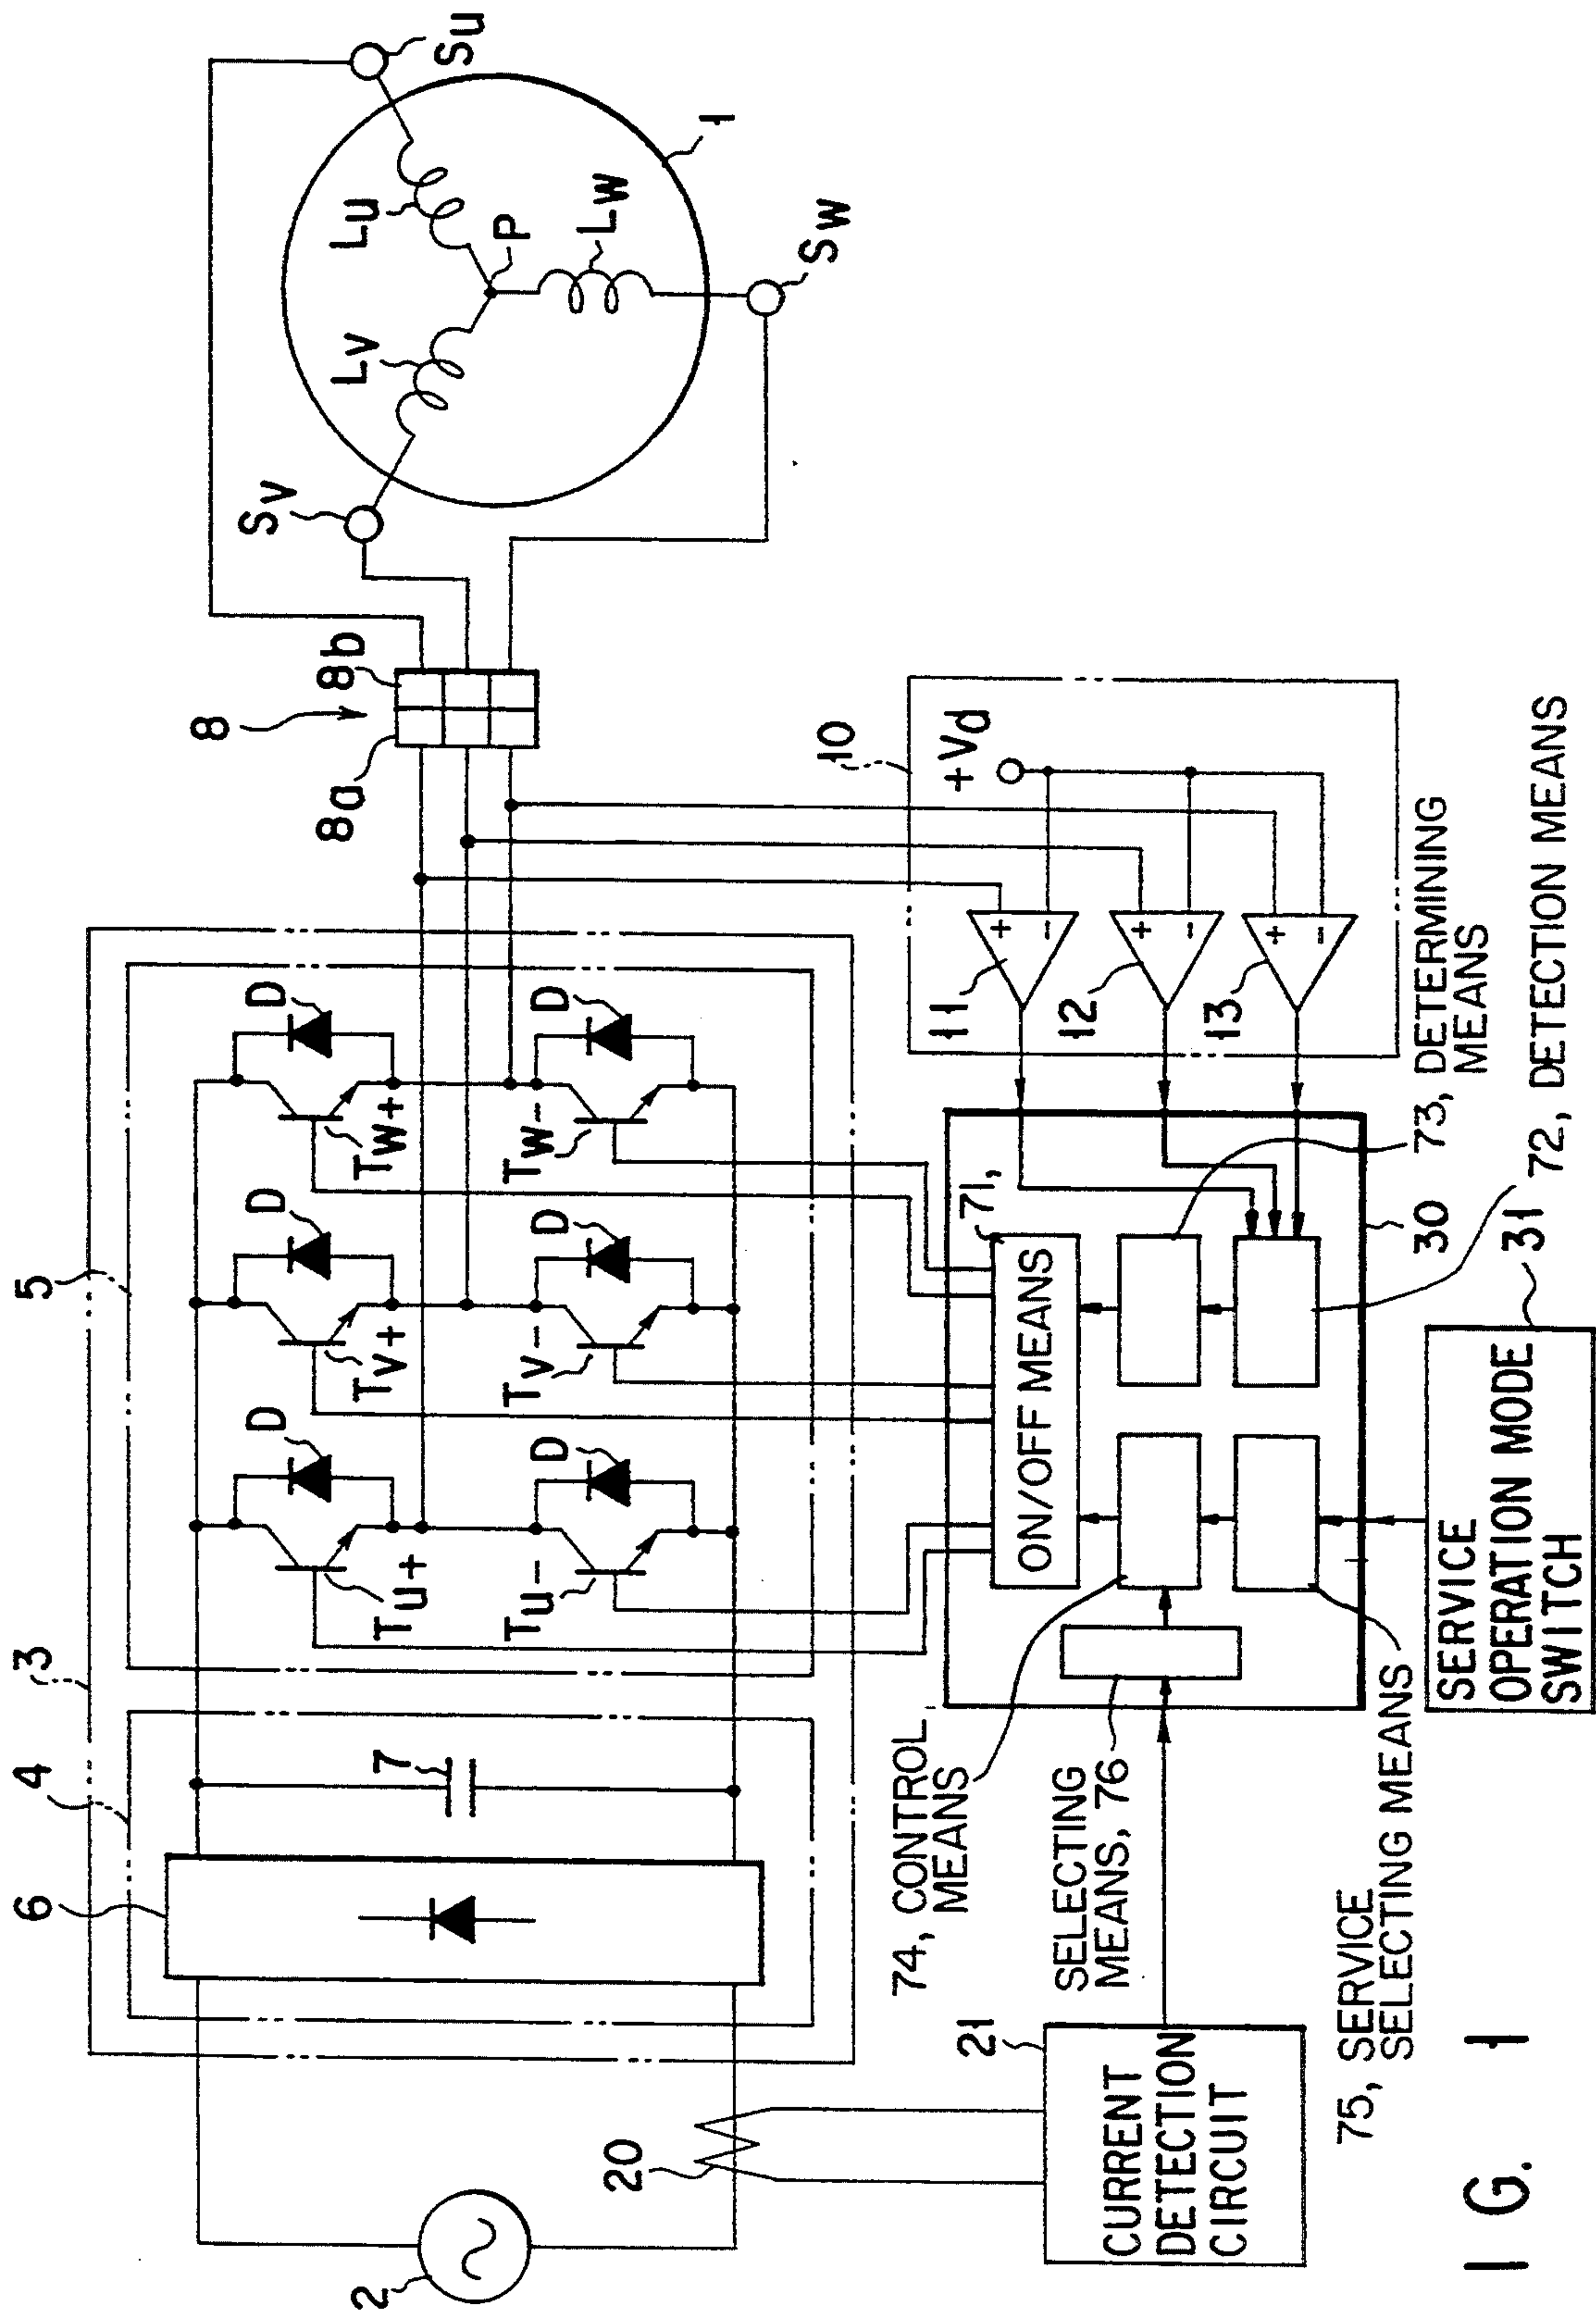 2
20
CURRENT
DETECTION
CIRCUIT
21
3
4
6
7
5
Tu+
Tv+
Tw+
D
D
D
Tu-
Tv-
Tw-
D
D
D
8
8a
8b
Su
Sv
Sw
Lu
Lv
Lw
P
1
10
+Vd
11
12
13
+
-
+
-
+
-
71,
ON/OFF MEANS
73, DETERMINING
MEANS
72, DETECTION MEANS
74, CONTROL
MEANS
SELECTING
MEANS, 76
75, SERVICE
SELECTING MEANS
30
31
SERVICE
OPERATION MODE
SWITCH
IG. 1